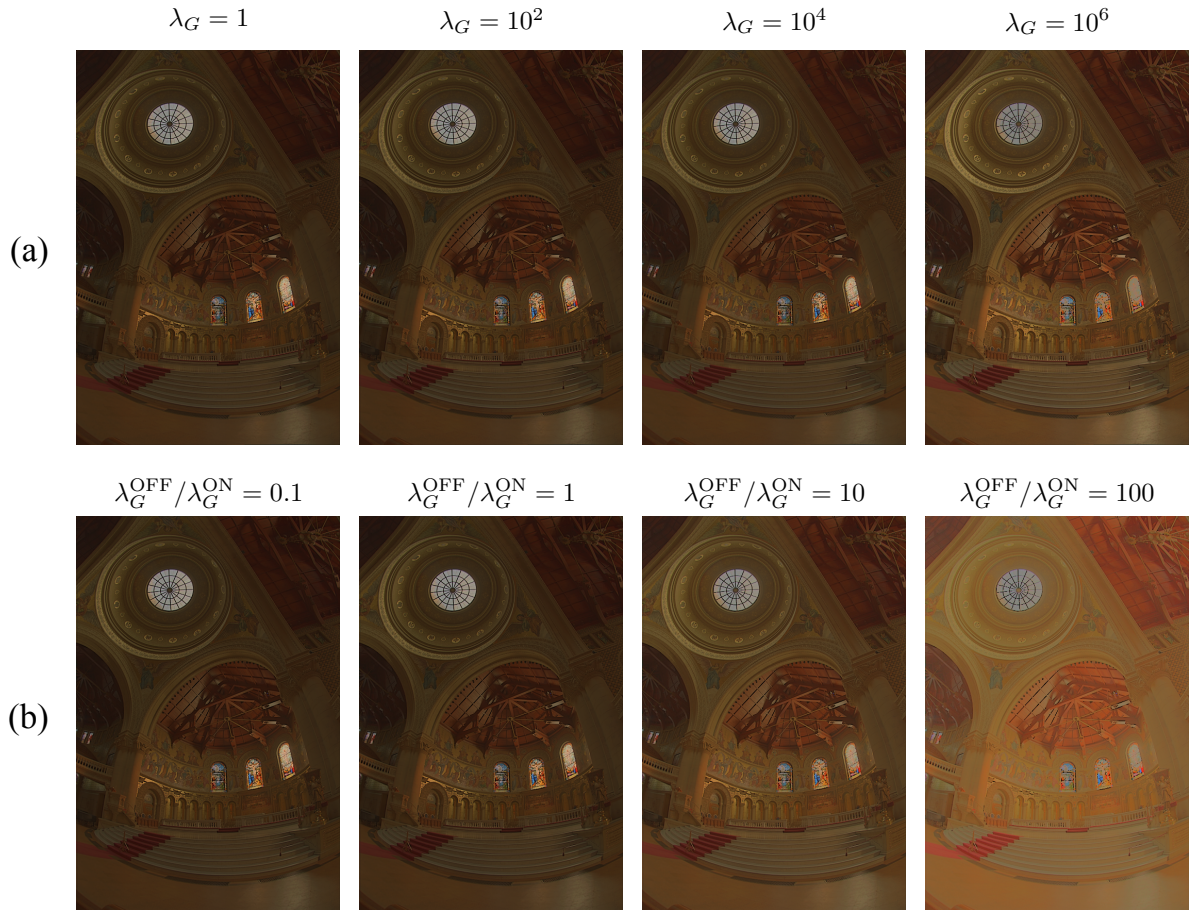 λ_G = 1 λ_G = 10^2 λ_G = 10^4 λ_G = 10^6
(a)
λ_G^OFF/λ_G^ON = 0.1 λ_G^OFF/λ_G^ON = 1 λ_G^OFF/λ_G^ON = 10 λ_G^OFF/λ_G^ON = 100
(b)